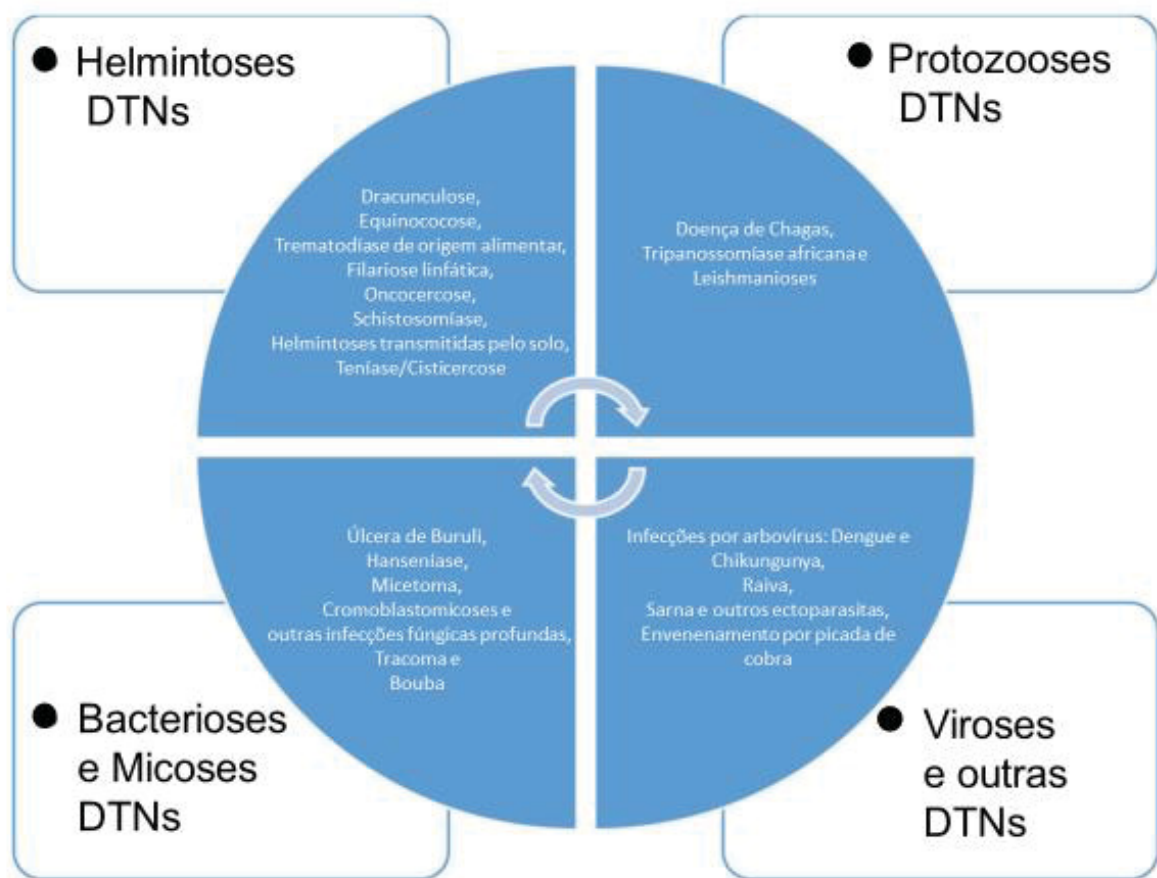 ● Helmintoses
DTNs
Dracunculose,
Equinococose,
Trematodíase de origem alimentar,
Filariose linfática,
Oncocercose,
Schistosomíase,
Helmintoses transmitidas pelo solo,
Teníase/Cisticercose
● Protozooses
DTNs
Doença de Chagas,
Tripanossomíase africana e
Leishmanioses
Úlcera de Buruli,
Hanseníase,
Micetoma,
Cromoblastomicoses e
outras infecções fúngicas profundas,
Tracoma e
Bouba
● Bacterioses
e Micoses
DTNs
Infecções por arbovírus: Dengue e
Chikungunya,
Raiva,
Sarna e outros ectoparasitas,
Envenenamento por picada de
cobra
● Viroses
e outras
DTNs